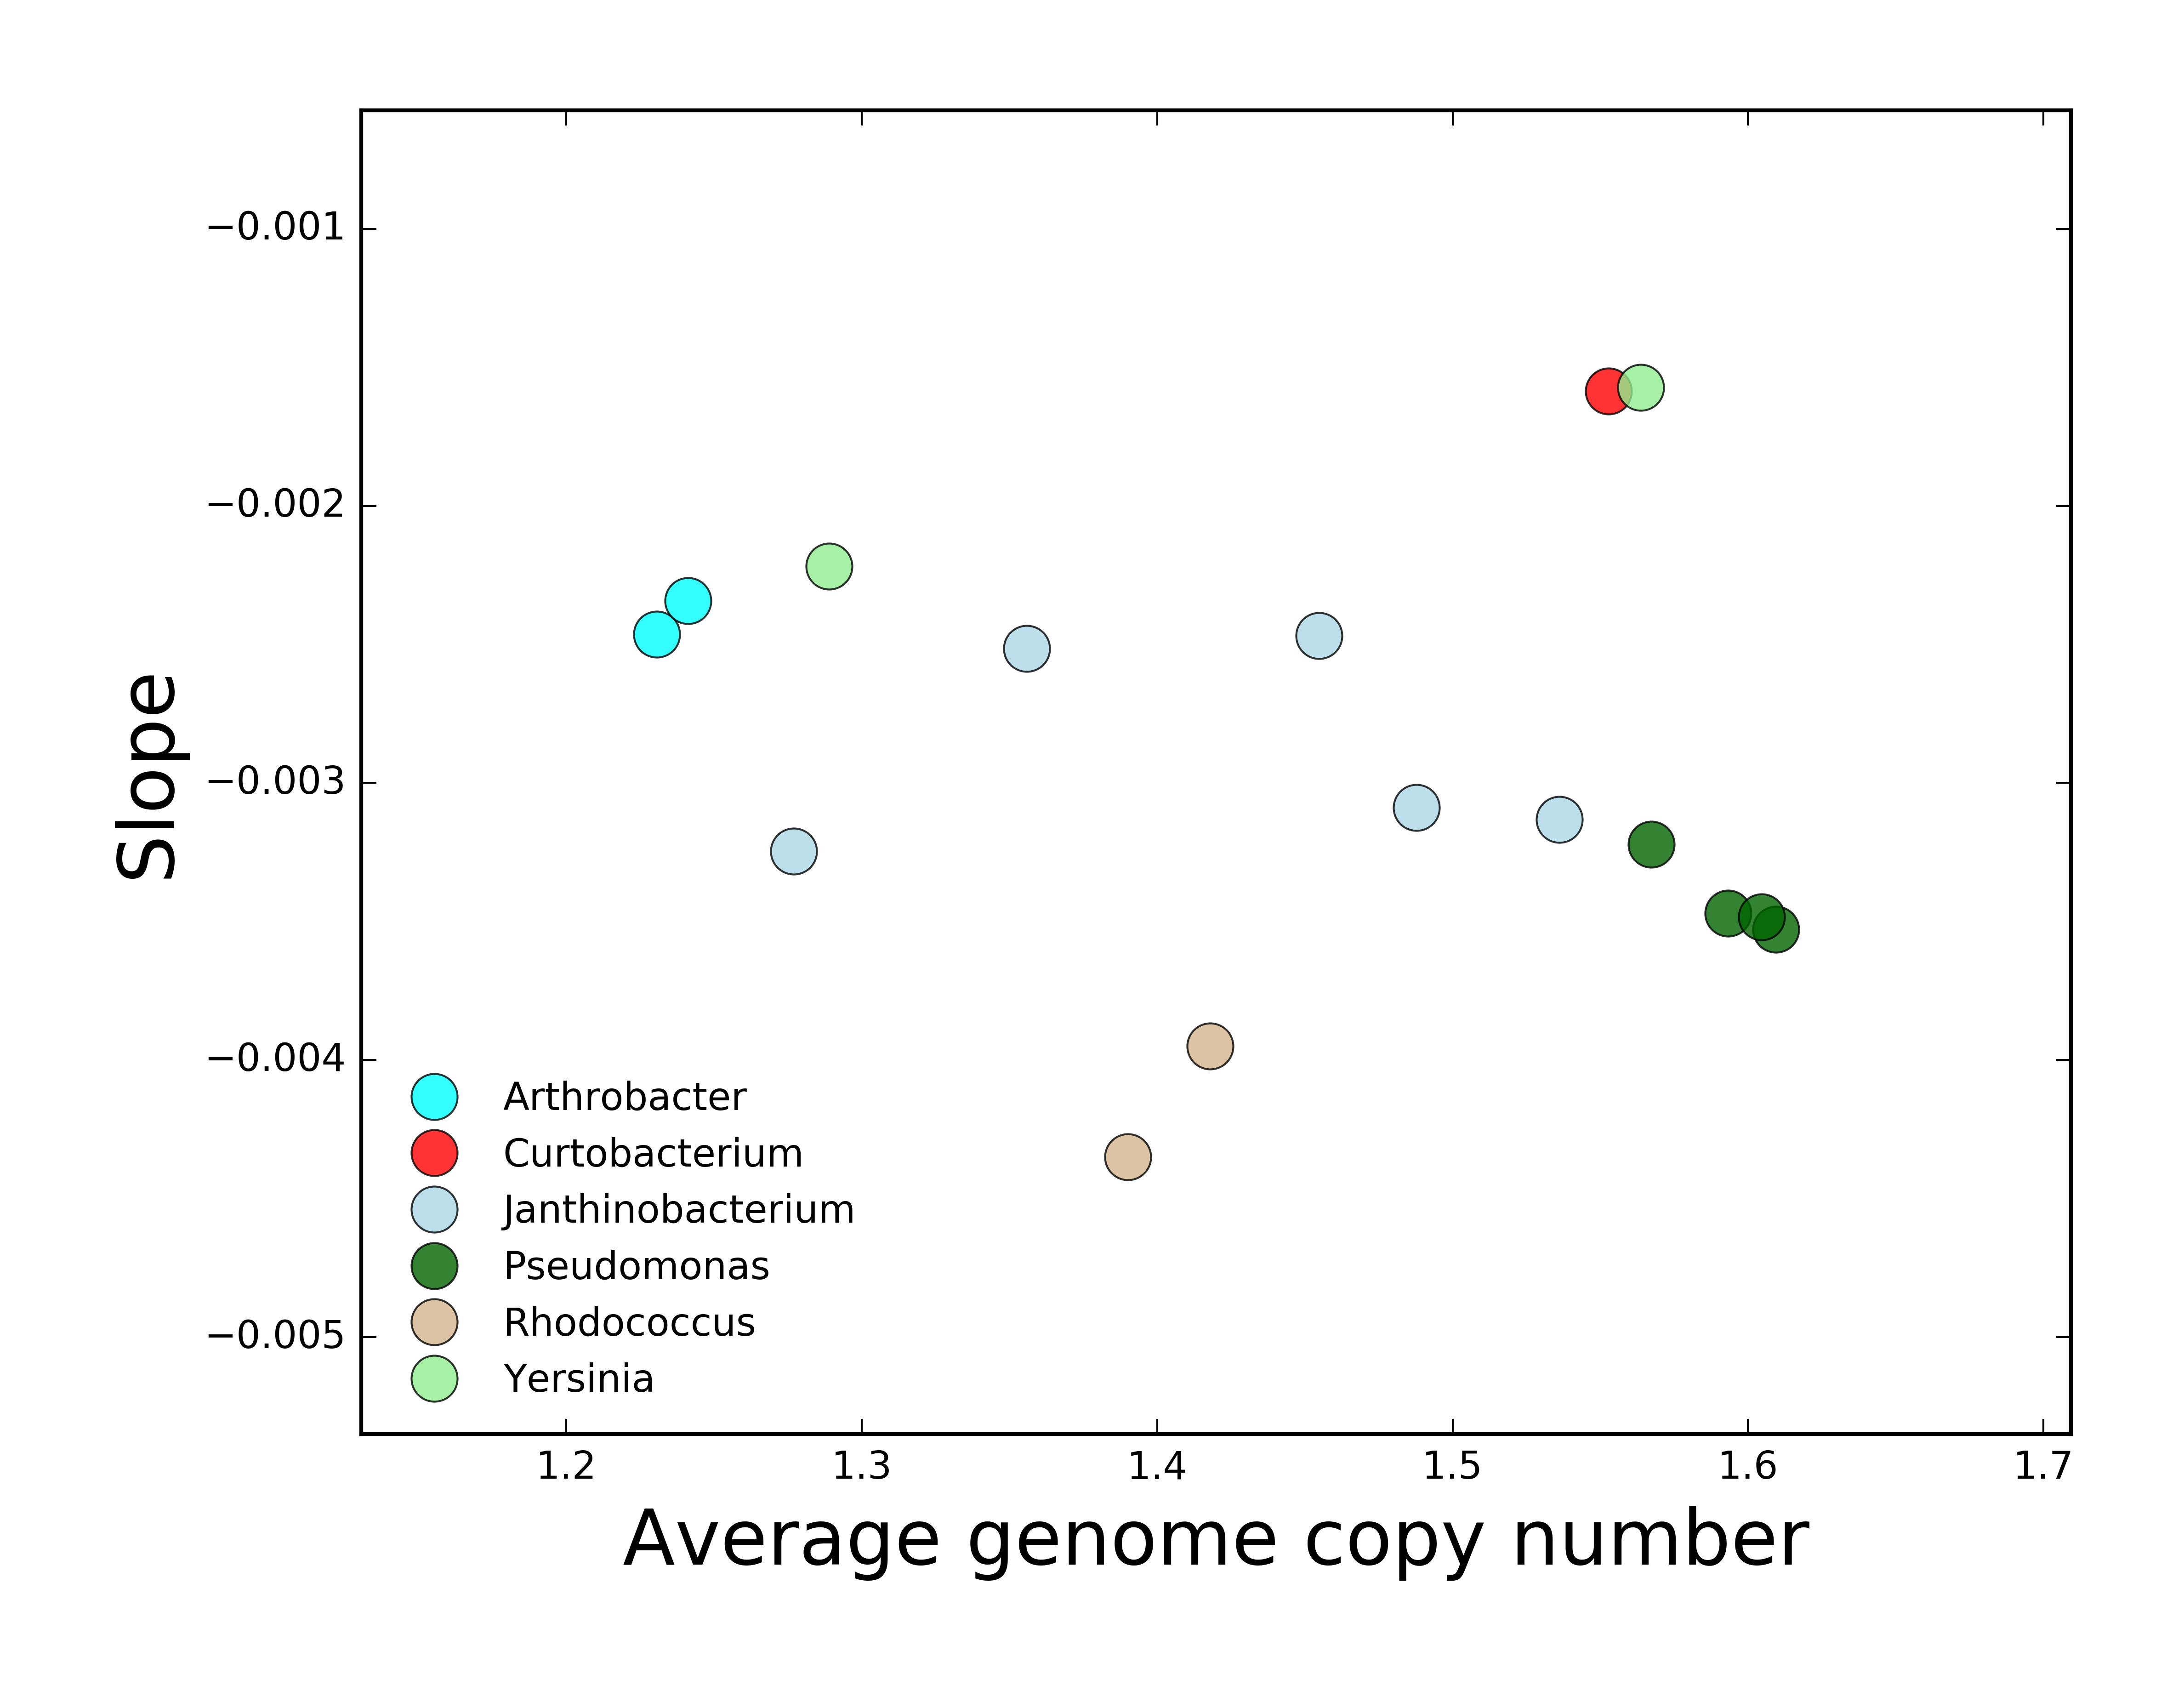 −0.001
−0.002
−0.003
−0.004
−0.005
Slope
Arthrobacter
Curtobacterium
Janthinobacterium
Pseudomonas
Rhodococcus
Yersinia
1.2 1.3 1.4 1.5 1.6 1.7
Average genome copy number